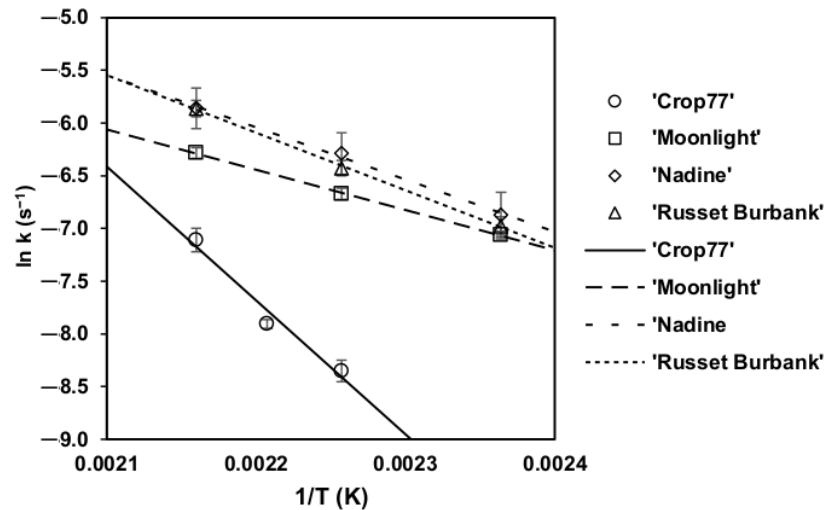 —5.0
—5.5
—6.0
—6.5
—7.0
—7.5
—8.0
—8.5
—9.0
ln k (s⁻¹)
0.0021 0.0022 0.0023 0.0024
1/T (K)
'Crop77'
'Moonlight'
'Nadine'
'Russet Burbank'
'Crop77'
'Moonlight'
'Nadine
'Russet Burbank'